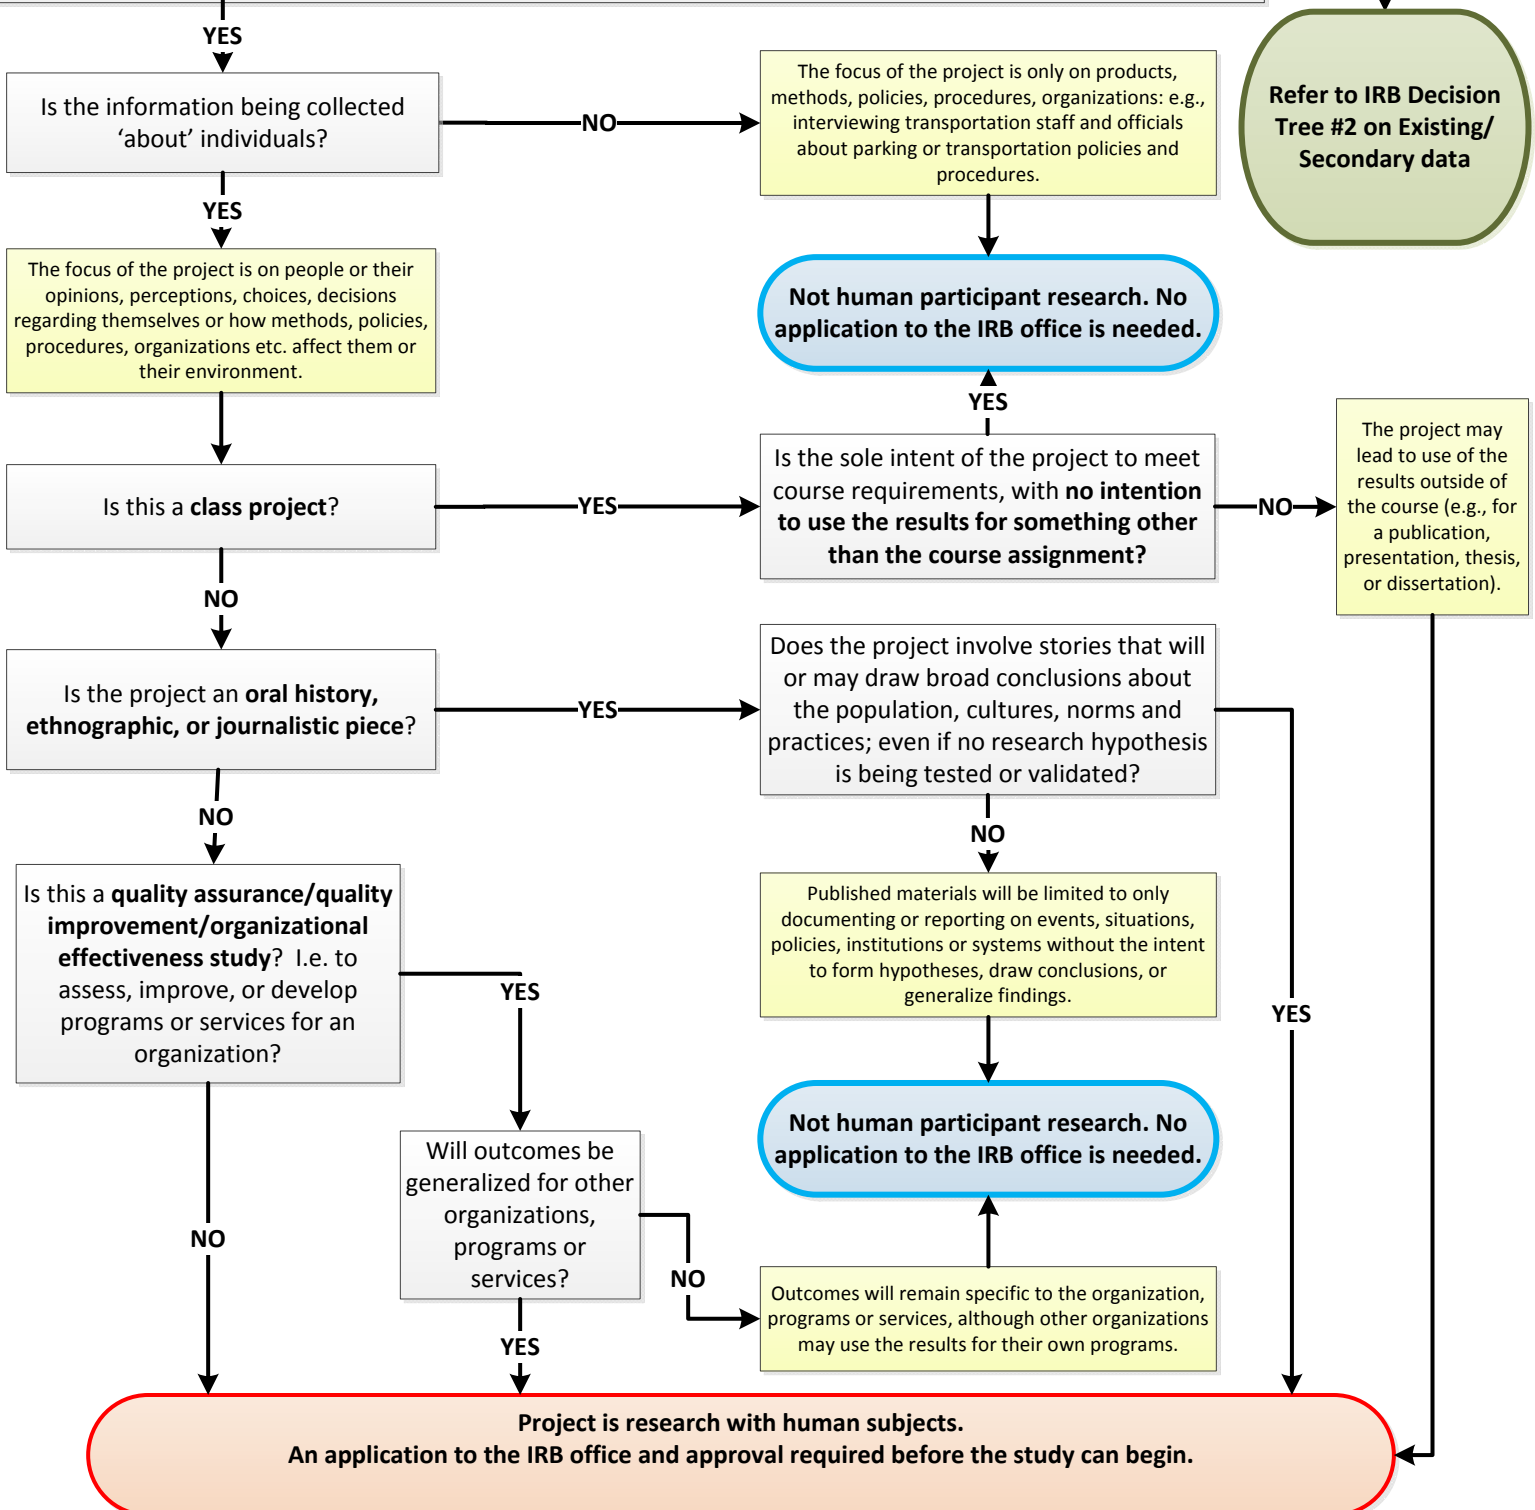 YES
Is the information being collected
‘about’ individuals?
NO
The focus of the project is only on products,
methods, policies, procedures, organizations: e.g.,
interviewing transportation staff and officials
about parking or transportation policies and
procedures.
Refer to IRB Decision
Tree #2 on Existing/
Secondary data
YES
The focus of the project is on people or their
opinions, perceptions, choices, decisions
regarding themselves or how methods, policies,
procedures, organizations etc. affect them or
their environment.
Not human participant research. No
application to the IRB office is needed.
YES
Is this a class project?
YES
Is the sole intent of the project to meet
course requirements, with no intention
to use the results for something other
than the course assignment?
NO
The project may
lead to use of the
results outside of
the course (e.g., for
a publication,
presentation, thesis,
or dissertation).
NO
Is the project an oral history,
ethnographic, or journalistic piece?
YES
Does the project involve stories that will
or may draw broad conclusions about
the population, cultures, norms and
practices; even if no research hypothesis
is being tested or validated?
NO
NO
YES
Is this a quality assurance/quality
improvement/organizational
effectiveness study?  I.e. to
assess, improve, or develop
programs or services for an
organization?
YES
Published materials will be limited to only
documenting or reporting on events, situations,
policies, institutions or systems without the intent
to form hypotheses, draw conclusions, or
generalize findings.
Not human participant research. No
application to the IRB office is needed.
NO
Will outcomes be
generalized for other
organizations,
programs or
services?
NO
Outcomes will remain specific to the organization,
programs or services, although other organizations
may use the results for their own programs.
YES
Project is research with human subjects.
An application to the IRB office and approval required before the study can begin.